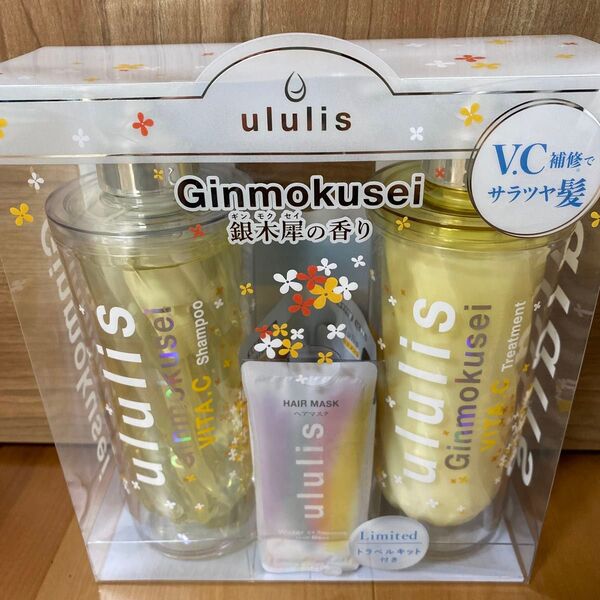 ululis
Ginmokusei
ギン モク セイ
銀木犀の香り
V.C補修で
サラツヤ髪
ululis
Ginmokusei
VITA.C Shampoo
ululis
Ginmokusei
VITA.C Treatment
HAIR MASK
ヘアマスク
ululis
Limited
トラベルキット
付き
Ginmokusei
ululis